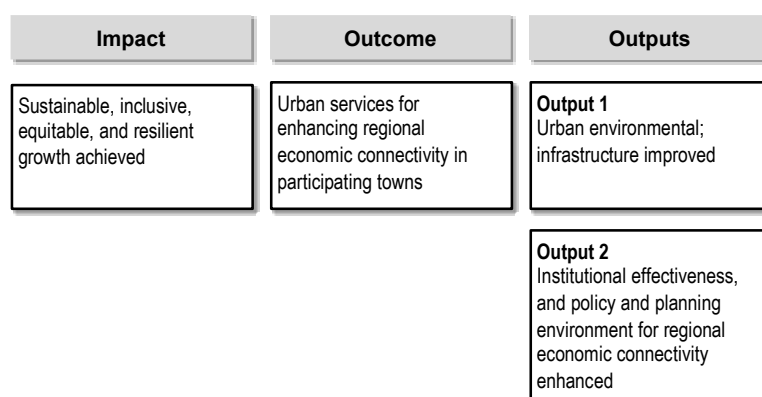 Impact
Outcome
Outputs
Sustainable, inclusive,
equitable, and resilient
growth achieved
Urban services for
enhancing regional
economic connectivity in
participating towns
Output 1
Urban environmental;
infrastructure improved
Output 2
Institutional effectiveness,
and policy and planning
environment for regional
economic connectivity
enhanced